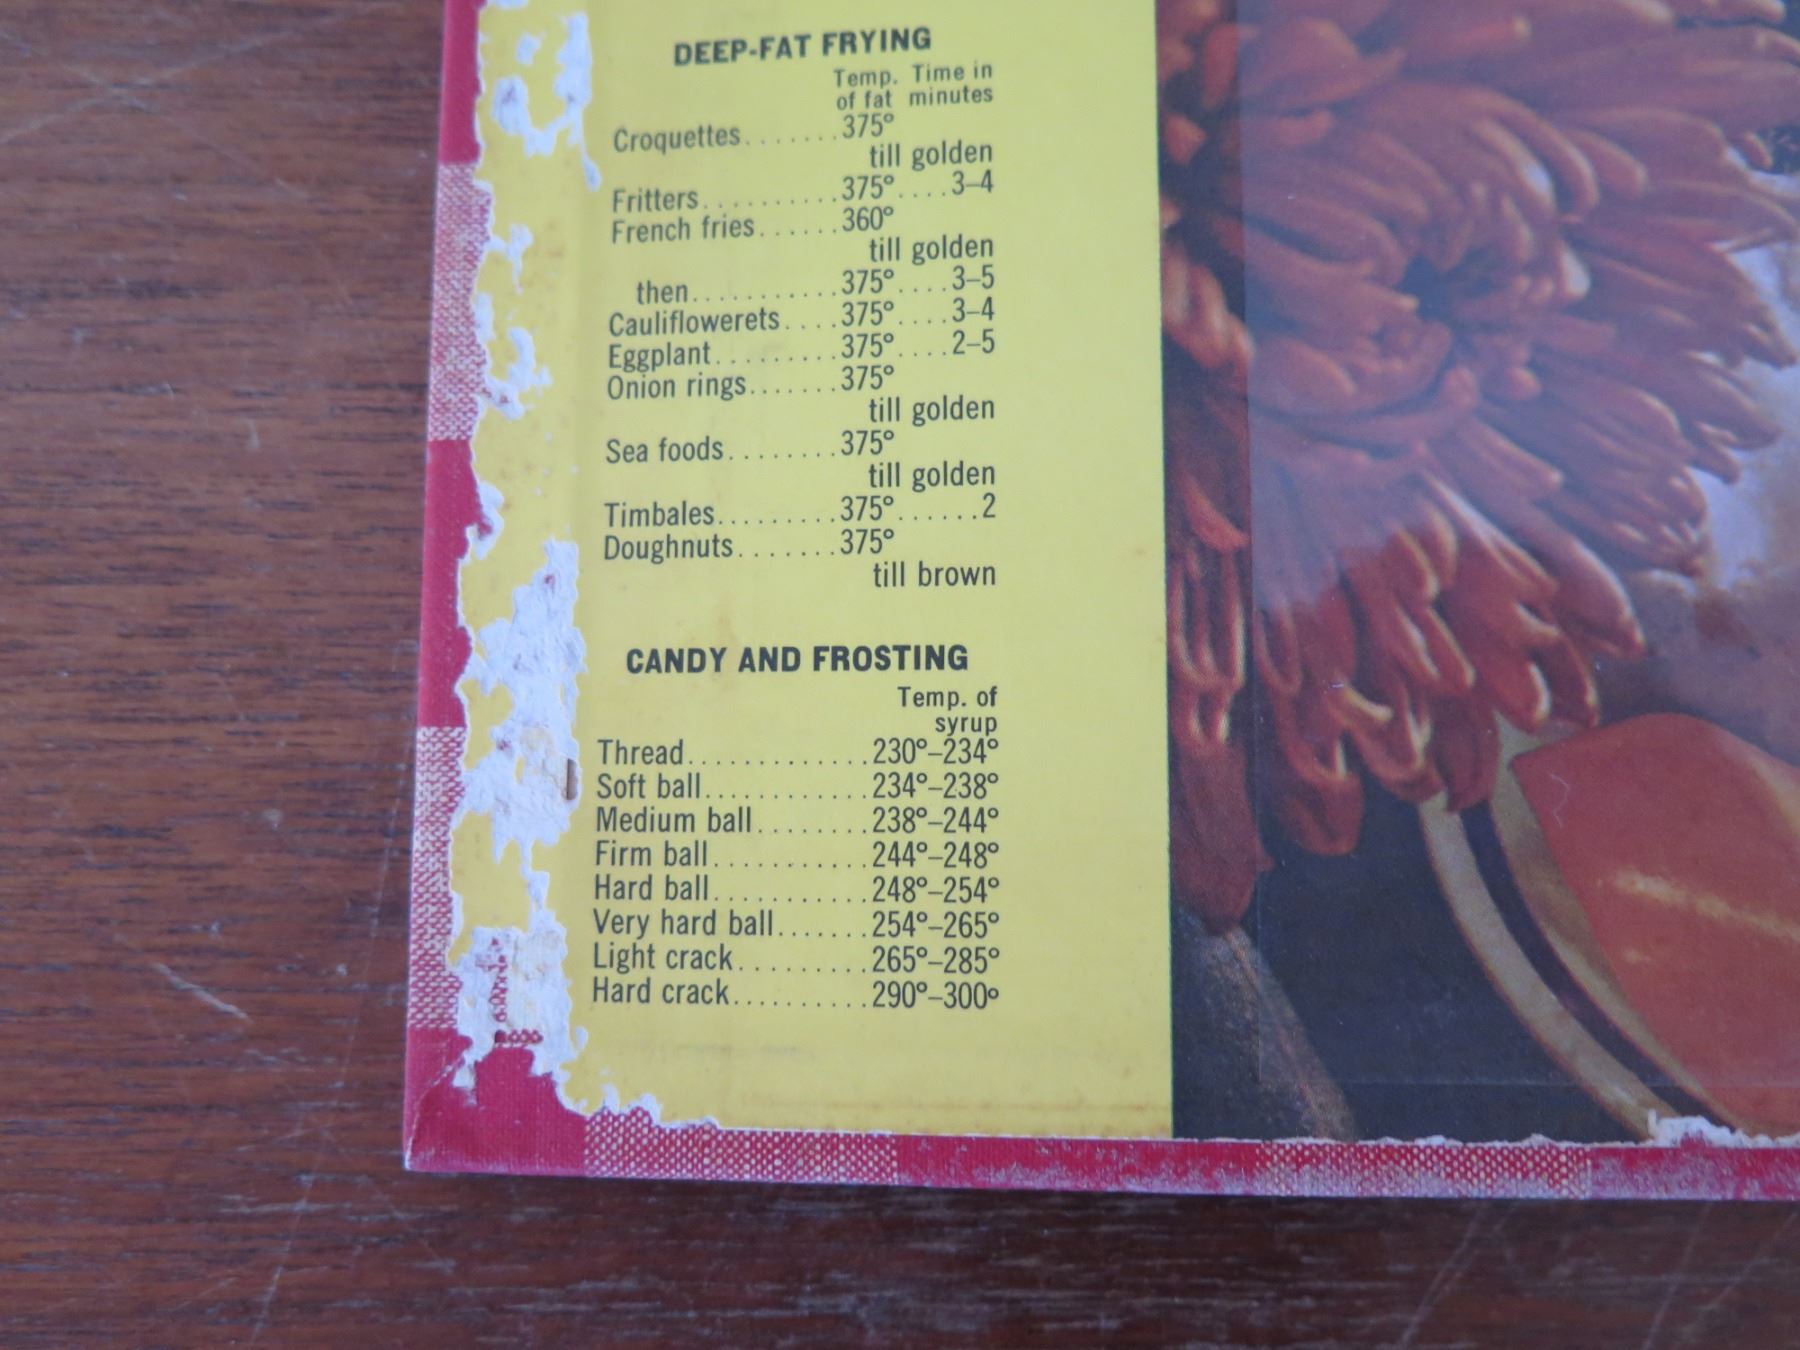 DEEP-FAT FRYING
Temp. Time in
of fat minutes
Croquettes.......375°
till golden
Fritters..........375°....3–4
French fries......360°
till golden
then...........375°....3–5
Cauliflowerets....375°....3–4
Eggplant.........375°....2–5
Onion rings.......375°
till golden
Sea foods........375°
till golden
Timbales.........375°......2
Doughnuts.......375°
till brown
CANDY AND FROSTING
Temp. of
syrup
Thread.............230°–234°
Soft ball............234°–238°
Medium ball........238°–244°
Firm ball...........244°–248°
Hard ball...........248°–254°
Very hard ball.......254°–265°
Light crack.........265°–285°
Hard crack..........290°–300°